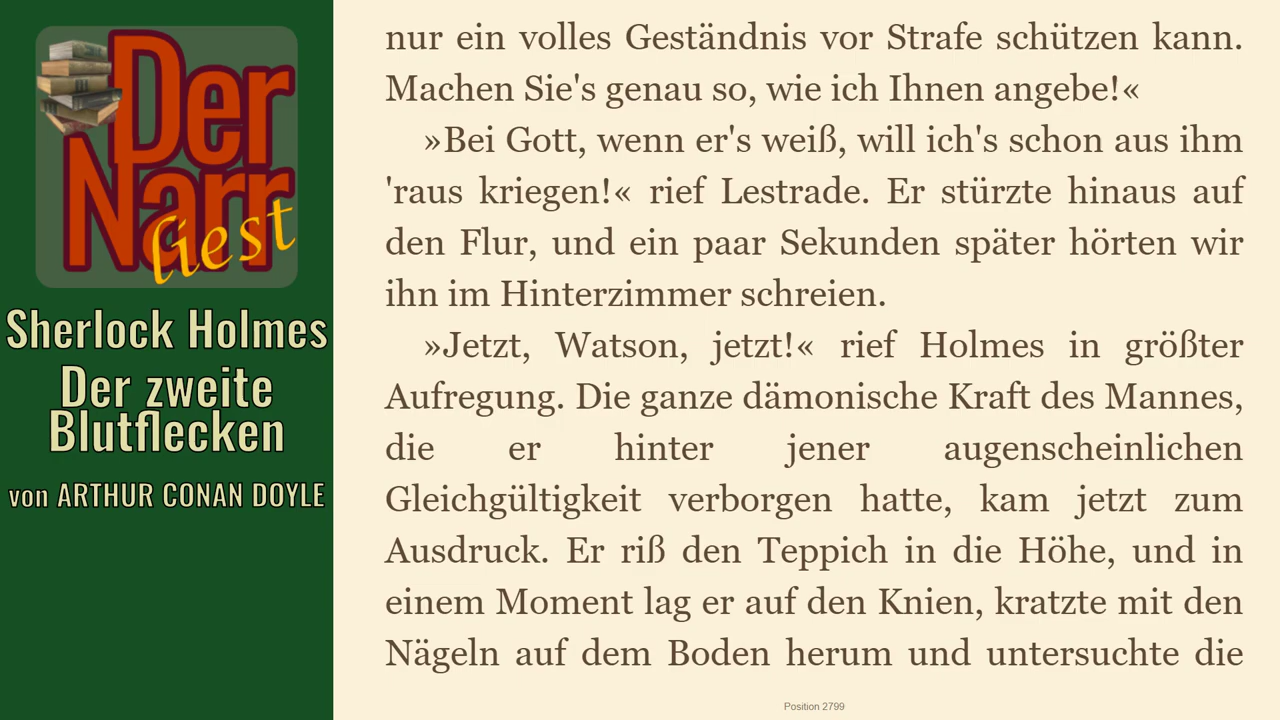 Der
Narr
liest
Sherlock Holmes
Der zweite
Blutflecken
von ARTHUR CONAN DOYLE
nur ein volles Geständnis vor Strafe schützen kann.
Machen Sie's genau so, wie ich Ihnen angebe!«
»Bei Gott, wenn er's weiß, will ich's schon aus ihm
'raus kriegen!« rief Lestrade. Er stürzte hinaus auf
den Flur, und ein paar Sekunden später hörten wir
ihn im Hinterzimmer schreien.
»Jetzt, Watson, jetzt!« rief Holmes in größter
Aufregung. Die ganze dämonische Kraft des Mannes,
die er hinter jener augenscheinlichen
Gleichgültigkeit verborgen hatte, kam jetzt zum
Ausdruck. Er riß den Teppich in die Höhe, und in
einem Moment lag er auf den Knien, kratzte mit den
Nägeln auf dem Boden herum und untersuchte die
Position 2799